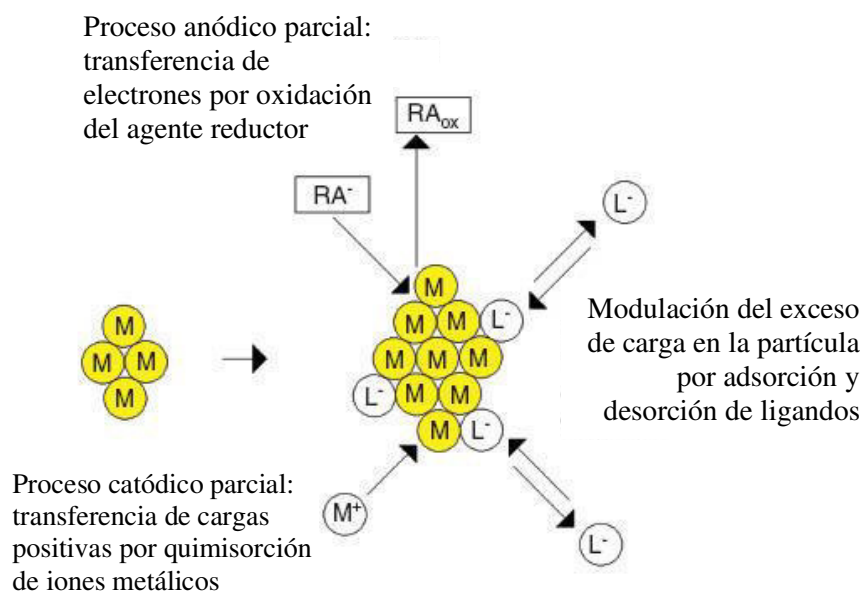 Proceso anódico parcial:
transferencia de
electrones por oxidación
del agente reductor
RAox
RA-
L-
M
M M L-
M M M
L- M M
M L-
M
M M
M
Modulación del exceso
de carga en la partícula
por adsorción y
desorción de ligandos
Proceso catódico parcial:
transferencia de cargas
positivas por quimisorción
de iones metálicos
M+
L-